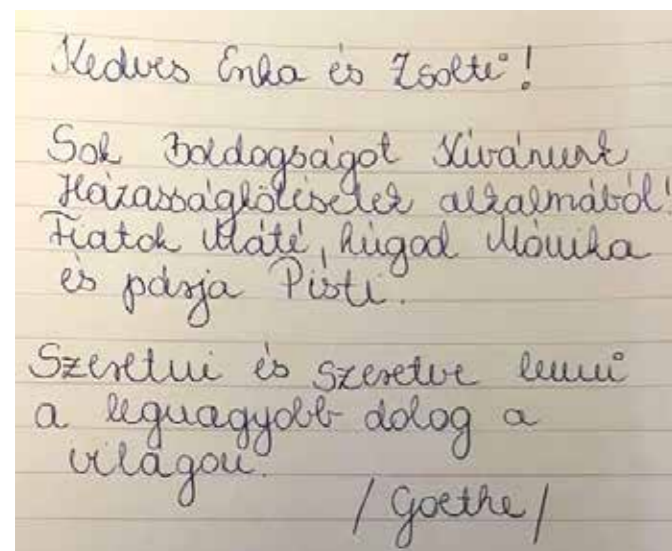 Kedves Enka és Zsolti!
Sok Boldogságot Kívánunk
Házasságkötésetek alkalmából!
Fiatok Máté, húgod Mónika
és párja Pisti.
Szeretni és szeretve lenni
a legnagyobb dolog a
világon.
/Goethe/